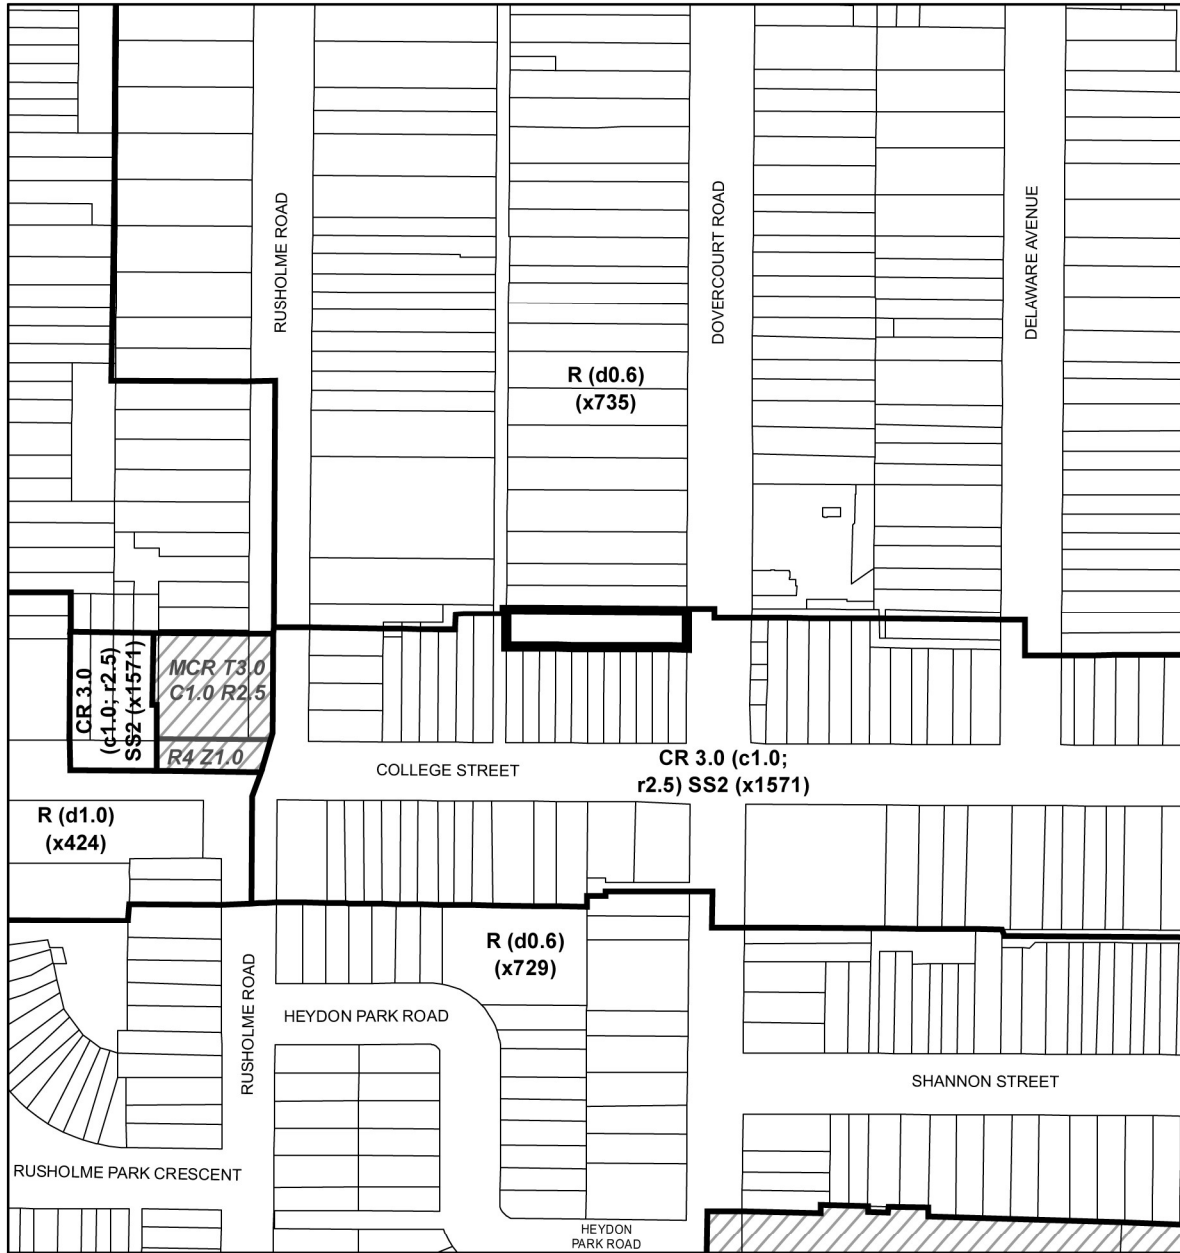 RUSHOLME ROAD
DOVERCOURT ROAD
DELAWARE AVENUE
R (d0.6)
(x735)
CR 3.0
(c1.0; r2.5)
SS2 (x1571)
MCR T3.0
C1.0 R2.5
R4 Z1.0
COLLEGE STREET
CR 3.0 (c1.0;
r2.5) SS2 (x1571)
R (d1.0)
(x424)
R (d0.6)
(x729)
RUSHOLME ROAD
HEYDON PARK ROAD
SHANNON STREET
RUSHOLME PARK CRESCENT
HEYDON
PARK ROAD